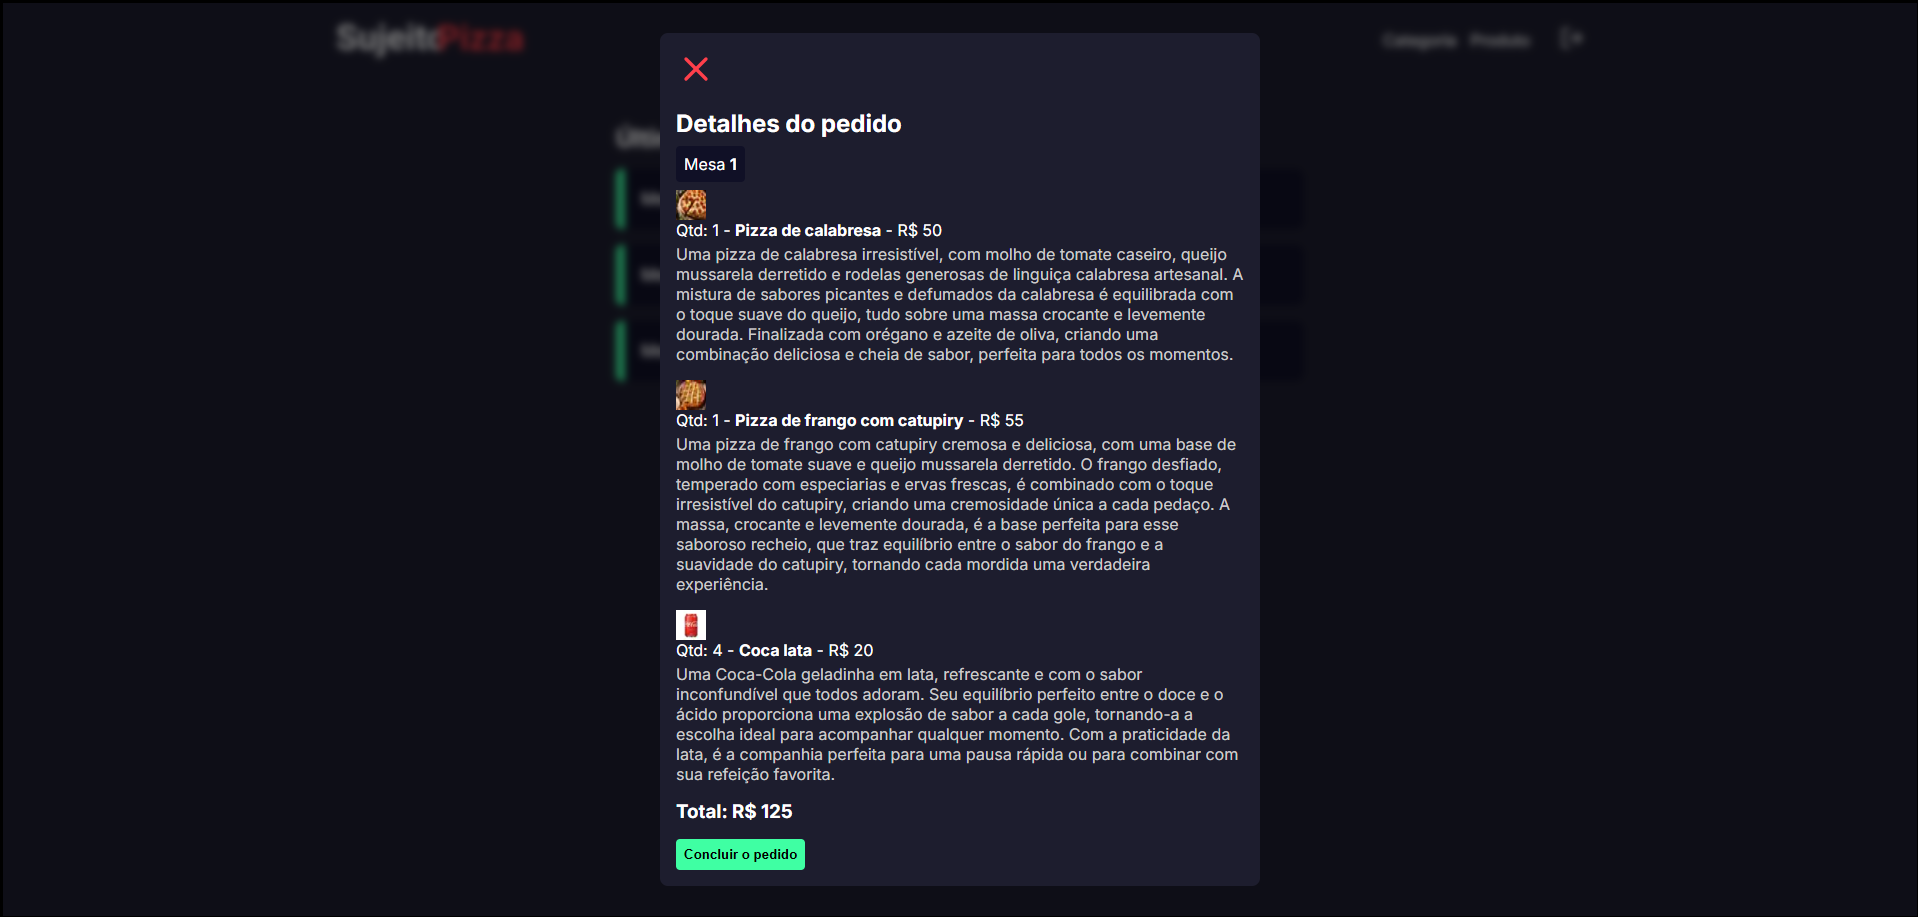 SujeitoPizza
Categoria Produto
Detalhes do pedido
Mesa 1
Qtd: 1 - Pizza de calabresa - R$ 50
Uma pizza de calabresa irresistível, com molho de tomate caseiro, queijo
mussarela derretido e rodelas generosas de linguiça calabresa artesanal. A
mistura de sabores picantes e defumados da calabresa é equilibrada com
o toque suave do queijo, tudo sobre uma massa crocante e levemente
dourada. Finalizada com orégano e azeite de oliva, criando uma
combinação deliciosa e cheia de sabor, perfeita para todos os momentos.
Qtd: 1 - Pizza de frango com catupiry - R$ 55
Uma pizza de frango com catupiry cremosa e deliciosa, com uma base de
molho de tomate suave e queijo mussarela derretido. O frango desfiado,
temperado com especiarias e ervas frescas, é combinado com o toque
irresistível do catupiry, criando uma cremosidade única a cada pedaço. A
massa, crocante e levemente dourada, é a base perfeita para esse
saboroso recheio, que traz equilíbrio entre o sabor do frango e a
suavidade do catupiry, tornando cada mordida uma verdadeira
experiência.
Qtd: 4 - Coca lata - R$ 20
Uma Coca-Cola geladinha em lata, refrescante e com o sabor
inconfundível que todos adoram. Seu equilíbrio perfeito entre o doce e o
ácido proporciona uma explosão de sabor a cada gole, tornando-a a
escolha ideal para acompanhar qualquer momento. Com a praticidade da
lata, é a companhia perfeita para uma pausa rápida ou para combinar com
sua refeição favorita.
Total: R$ 125
Concluir o pedido